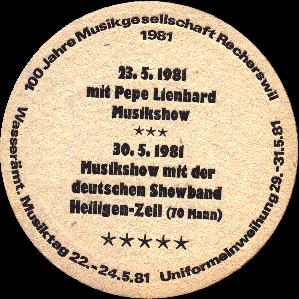 100 Jahre Musikgesellschaft Recherswil
1981
23. 5. 1981
mit Pepe Lienhard
Musikshow
★★★
30. 5. 1981
Musikshow mit der
deutschen Showband
Heiligen-Zell (70 Mann)
★★★★★
Wasserämt. Musiktag 22.-24.5.81 Uniformeinweihung 29.-31.5.81